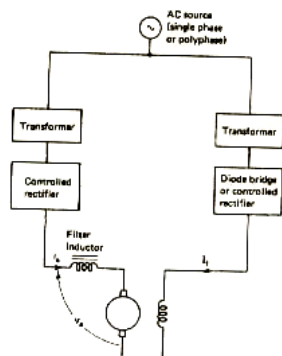 AC source
(single phase
or polyphase)
Transformer
Transformer
Controlled
rectifier
Diode bridge
or controlled
rectifier
Filter
Inductor